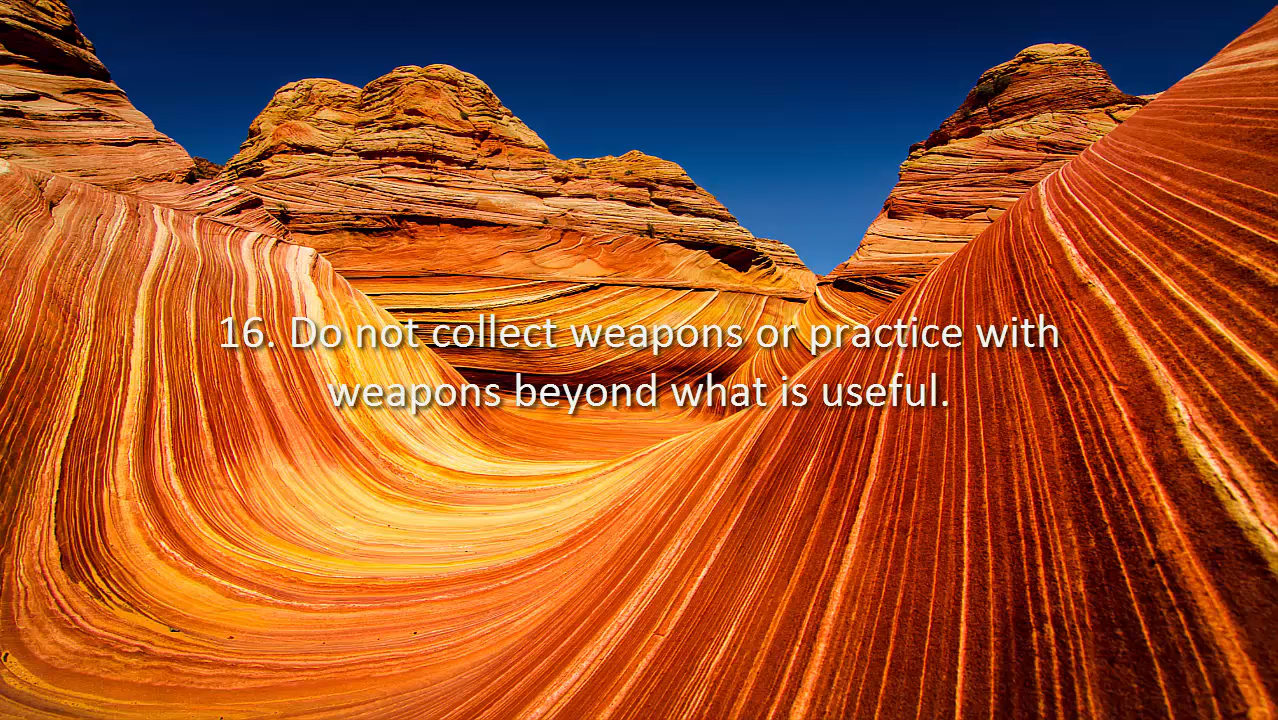 16. Do not collect weapons or practice with
weapons beyond what is useful.